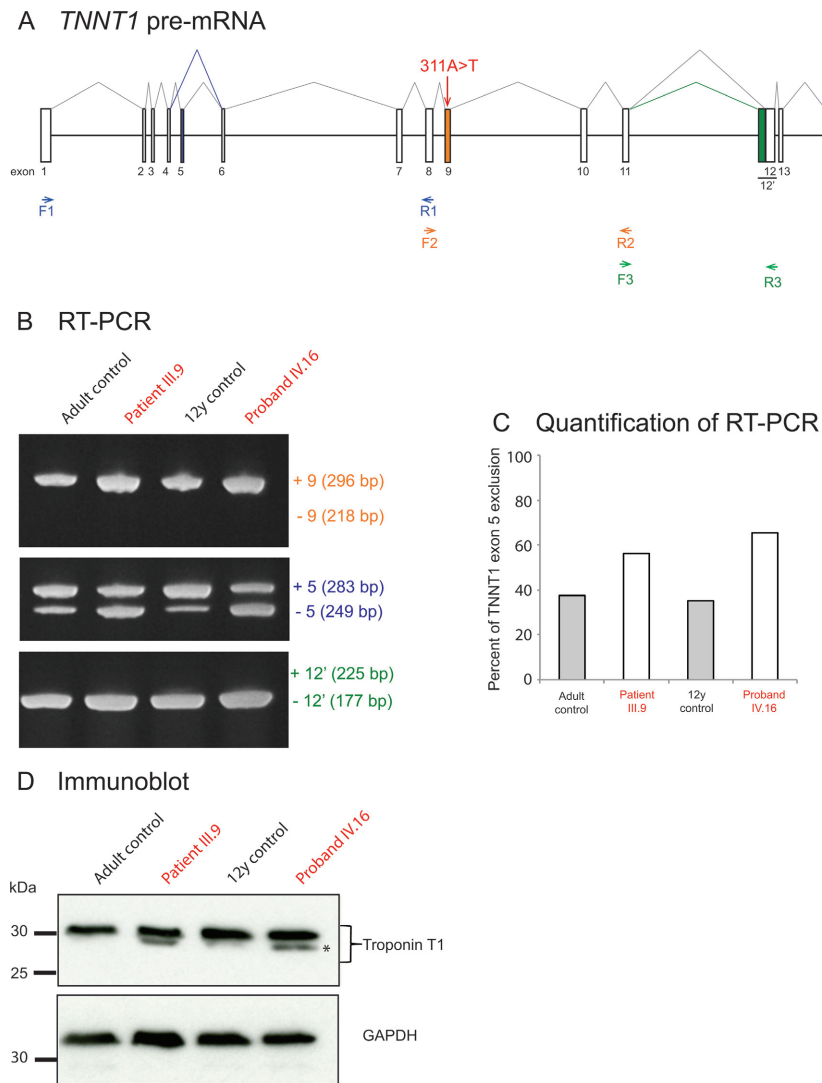 A TNNT1 pre-mRNA
311A>T
exon 1 2 3 4 5 6 7 8 9 10 11 12 13
12'
F1 R1
F2 R2
F3 R3
B RT-PCR
Adult control
Patient III.9
12y control
Proband IV.16
+ 9 (296 bp)
- 9 (218 bp)
+ 5 (283 bp)
- 5 (249 bp)
+ 12' (225 bp)
- 12' (177 bp)
C Quantification of RT-PCR
Percent of TNNT1 exon 5 exclusion
100
80
60
40
20
0
Adult control
Patient III.9
12y control
Proband IV.16
D Immunoblot
Adult control
Patient III.9
12y control
Proband IV.16
kDa
30
25
*
Troponin T1
GAPDH
30